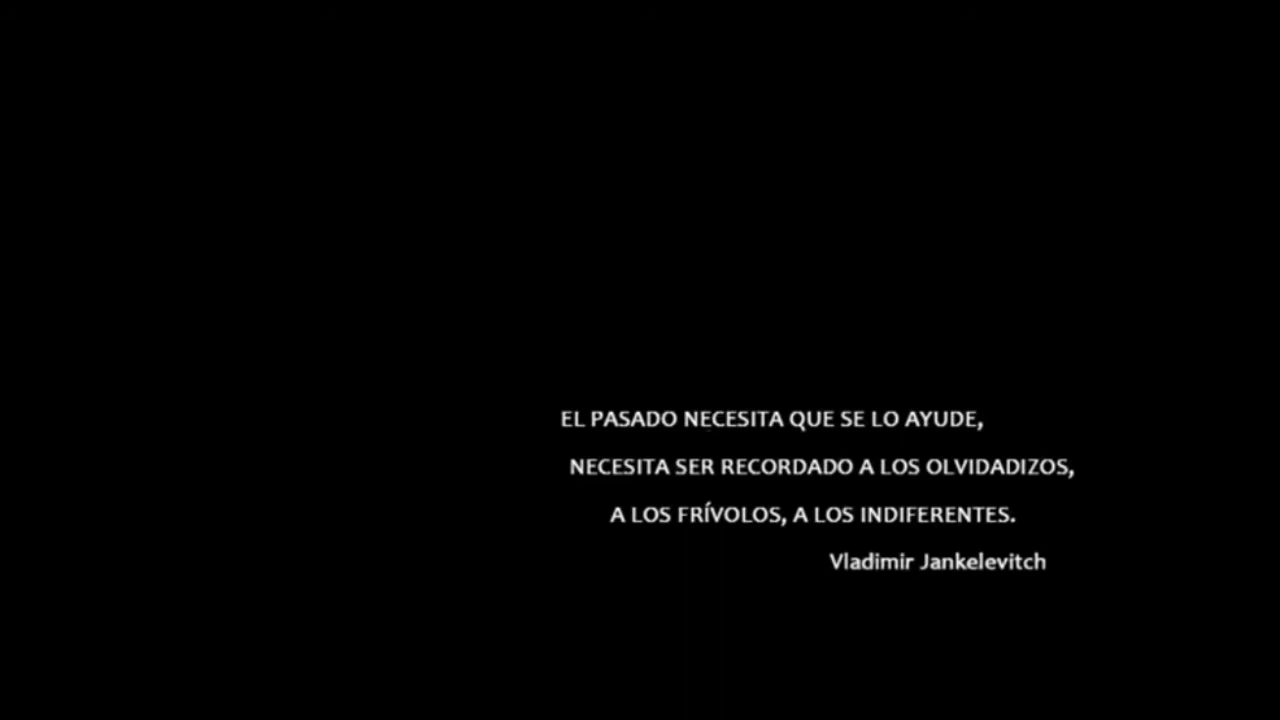 EL PASADO NECESITA QUE SE LO AYUDE,
NECESITA SER RECORDADO A LOS OLVIDADIZOS,
A LOS FRÍVOLOS, A LOS INDIFERENTES.
Vladimir Jankelevitch